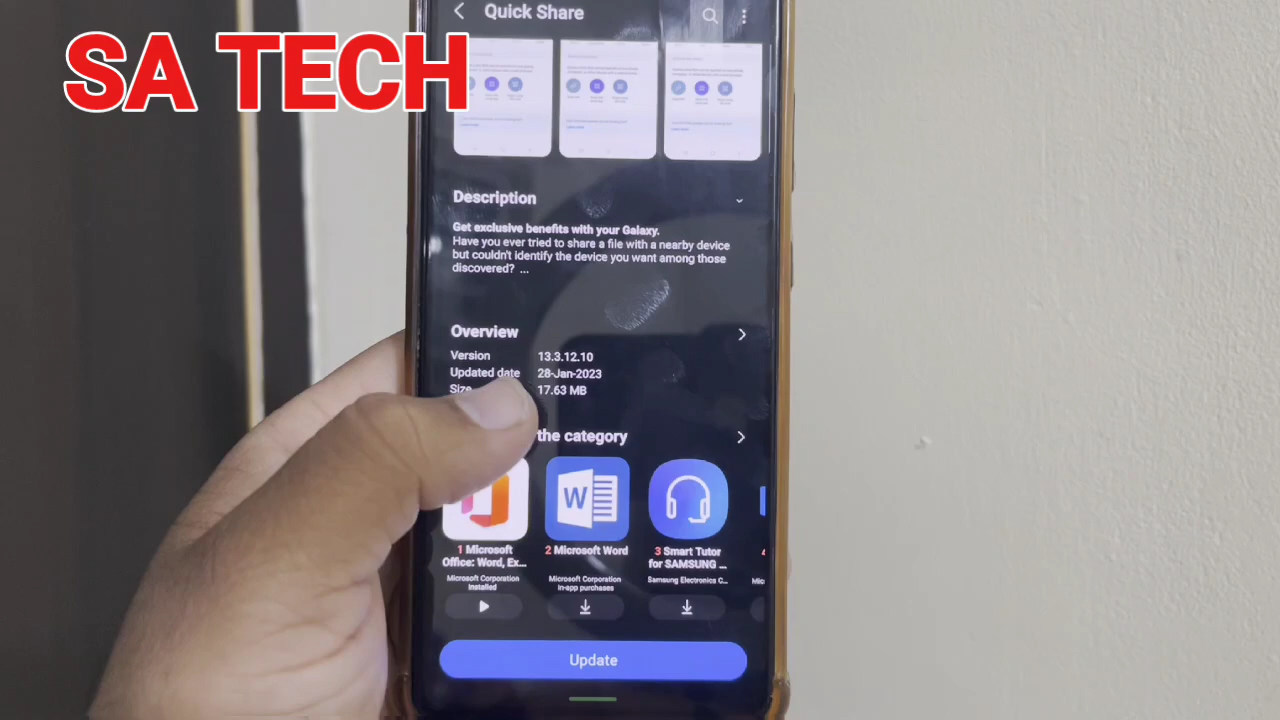 Quick Share
SA TECH
Description
Get exclusive benefits with your Galaxy.
Have you ever tried to share a file with a nearby device
but couldn't identify the device you want among those
discovered? ...
Overview
Version 13.3.12.10
Updated date 28-Jan-2023
Size 17.63 MB
the category
W
1 Microsoft
Office: Word, Ex...
Microsoft Corporation
Installed
2 Microsoft Word
Microsoft Corporation
In-app purchases
3 Smart Tutor
for SAMSUNG ...
Samsung Electronics C...
Update